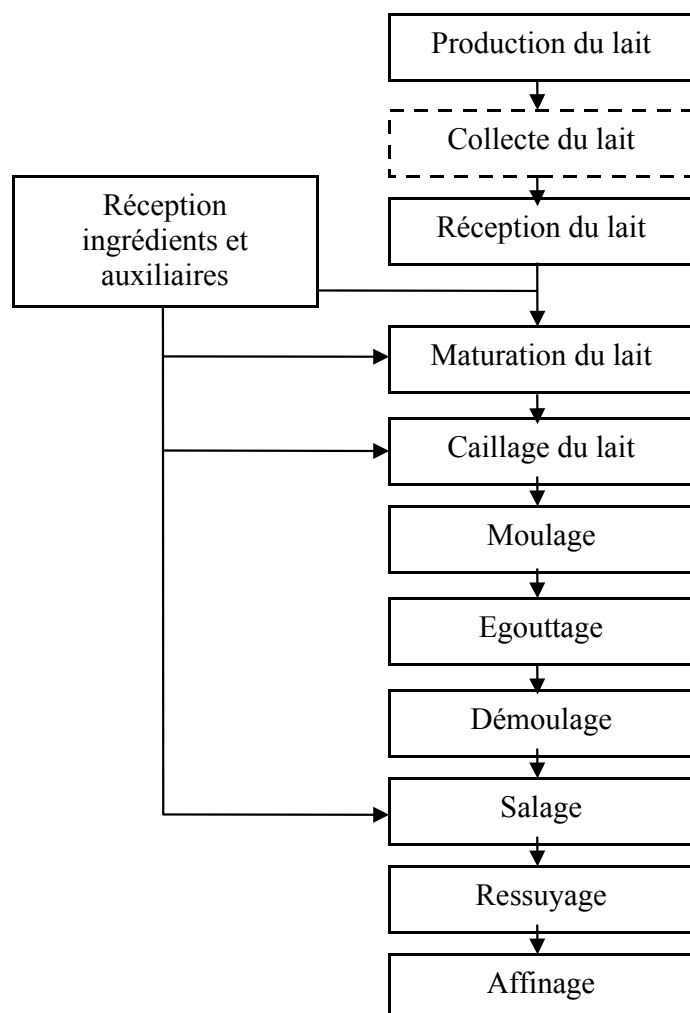 Production du lait
Collecte du lait
Réception
ingrédients et
auxiliaires
Réception du lait
Maturation du lait
Caillage du lait
Moulage
Egouttage
Démoulage
Salage
Ressuyage
Affinage